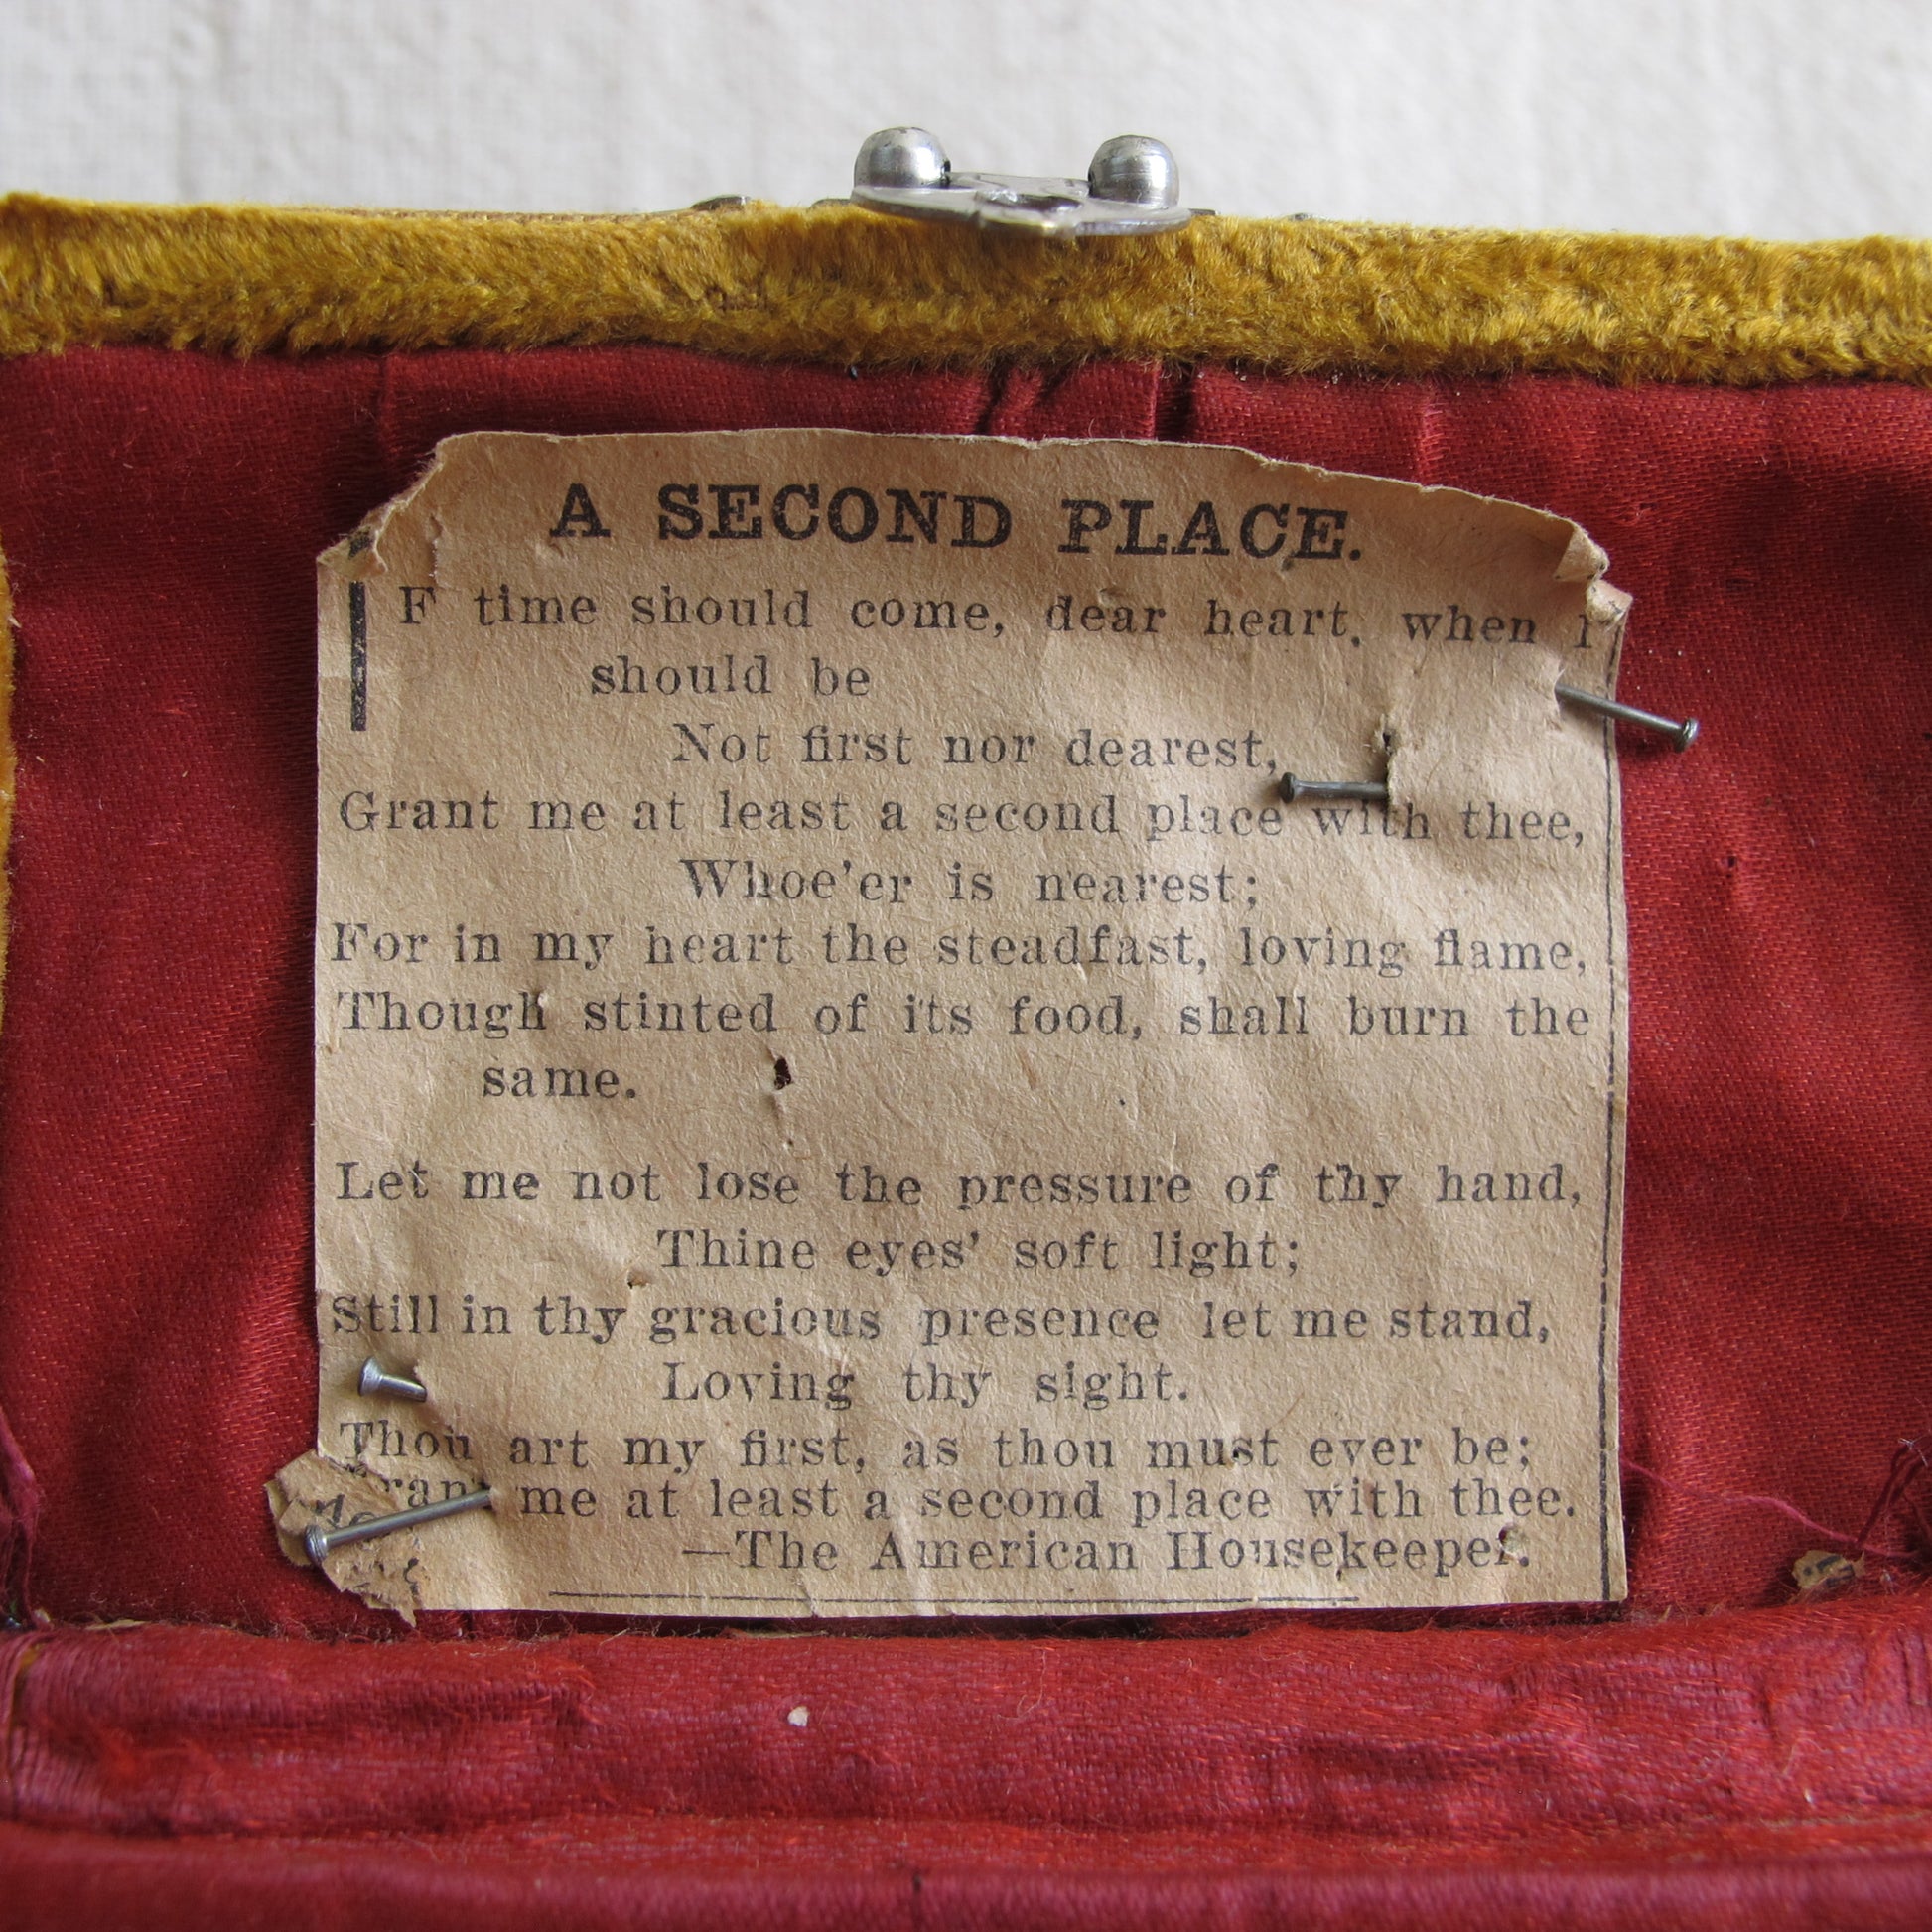 A SECOND PLACE.
IF time should come, dear heart, when I
should be
Not first nor dearest,
Grant me at least a second place with thee,
Whoe'er is nearest;
For in my heart the steadfast, loving flame,
Though stinted of its food, shall burn the
same.
Let me not lose the pressure of thy hand,
Thine eyes' soft light;
Still in thy gracious presence let me stand,
Loving thy sight.
Thou art my first, as thou must ever be;
Grant me at least a second place with thee.
—The American Housekeeper.